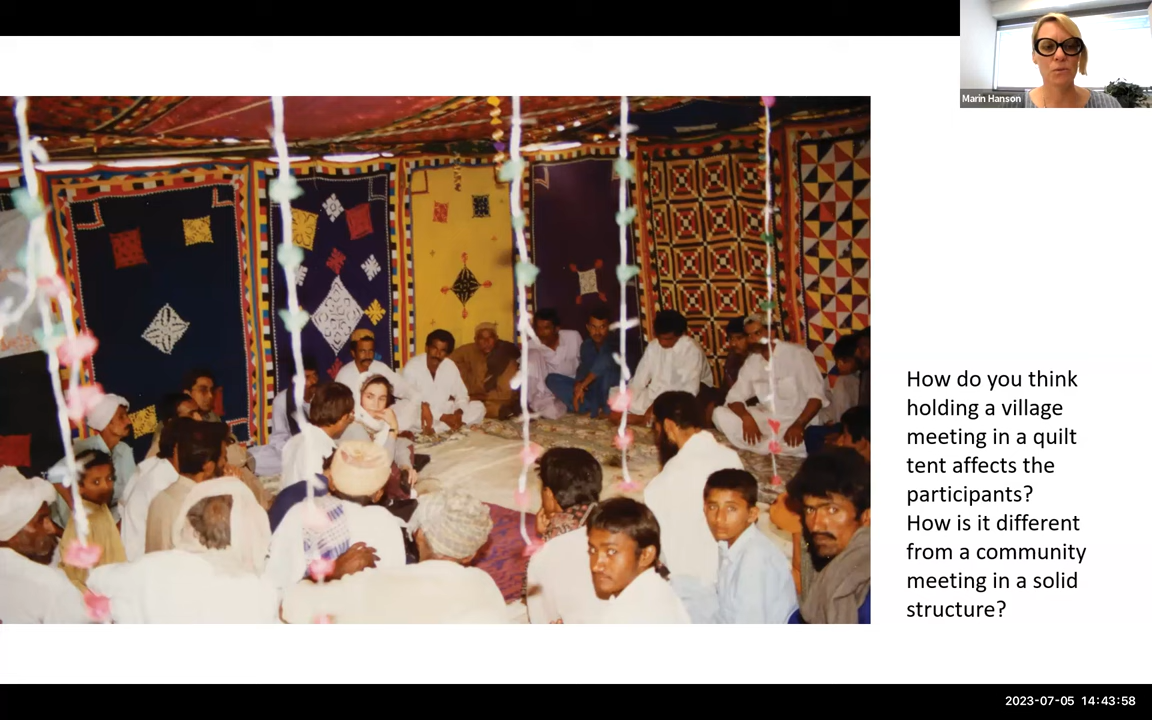 Marin Hanson
How do you think
holding a village
meeting in a quilt
tent affects the
participants?
How is it different
from a community
meeting in a solid
structure?
2023-07-05 14:43:58